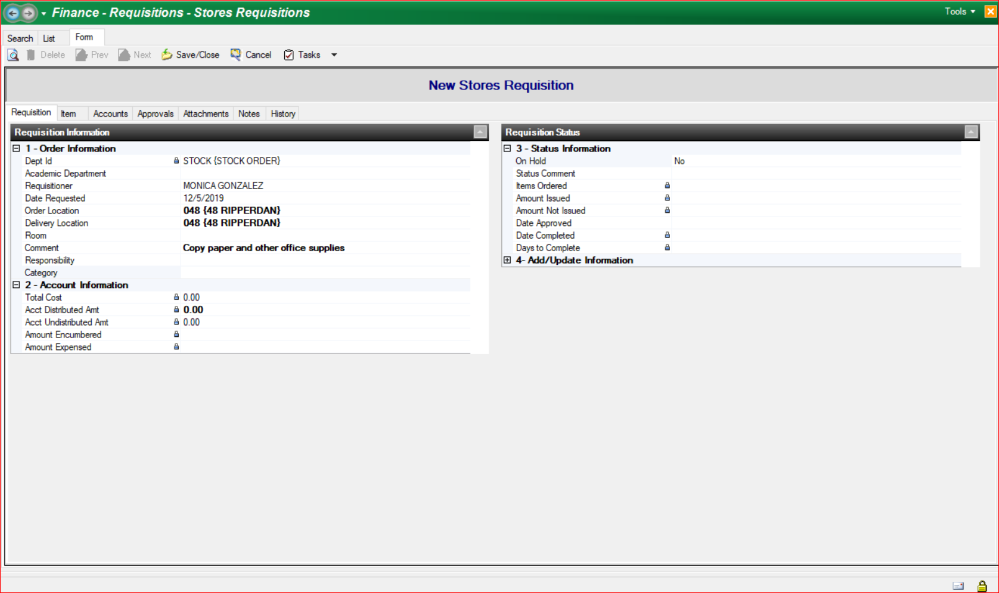 Finance - Requisitions - Stores Requisitions
Tools
Search List Form
Delete Prev Next Save/Close Cancel Tasks
New Stores Requisition
Requisition Item Accounts Approvals Attachments Notes History
Requisition Information
1 - Order Information
Dept Id STOCK {STOCK ORDER}
Academic Department
Requisitioner MONICA GONZALEZ
Date Requested 12/5/2019
Order Location 048 {48 RIPPERDAN}
Delivery Location 048 {48 RIPPERDAN}
Room
Comment Copy paper and other office supplies
Responsibility
Category
2 - Account Information
Total Cost 0.00
Acct Distributed Amt 0.00
Acct Undistributed Amt 0.00
Amount Encumbered
Amount Expensed
Requisition Status
3 - Status Information
On Hold No
Status Comment
Items Ordered
Amount Issued
Amount Not Issued
Date Approved
Date Completed
Days to Complete
4- Add/Update Information